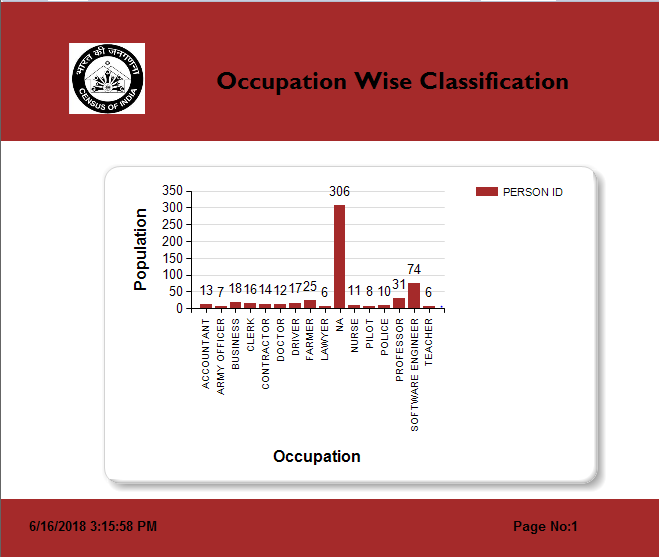 भारत की जनगणना
CENSUS OF INDIA
Occupation Wise Classification
PERSON ID
Population
350
300
250
200
150
100
50
0
13 7 18 16 14 12 17 25 6 306 11 8 10 31 74 6
ACCOUNTANT
ARMY OFFICER
BUSINESS
CLERK
CONTRACTOR
DOCTOR
DRIVER
FARMER
LAWYER
NA
NURSE
PILOT
POLICE
PROFESSOR
SOFTWARE ENGINEER
TEACHER
Occupation
6/16/2018 3:15:58 PM
Page No:1